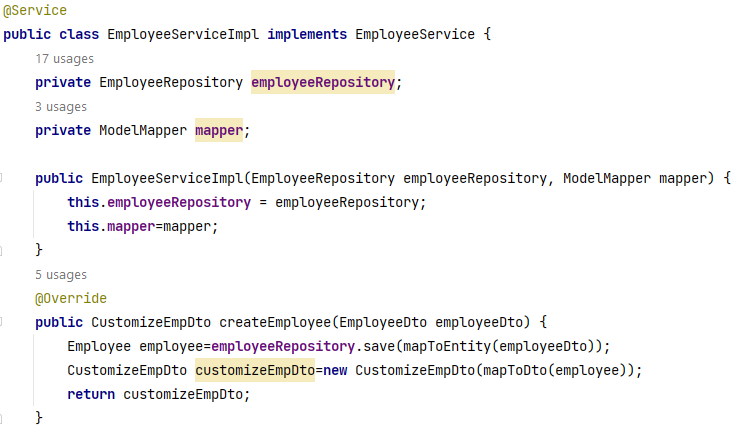 @Service
public class EmployeeServiceImpl implements EmployeeService {
17 usages
private EmployeeRepository employeeRepository;
3 usages
private ModelMapper mapper;
public EmployeeServiceImpl(EmployeeRepository employeeRepository, ModelMapper mapper) {
this.employeeRepository = employeeRepository;
this.mapper=mapper;
}
5 usages
@Override
public CustomizeEmpDto createEmployee(EmployeeDto employeeDto) {
Employee employee=employeeRepository.save(mapToEntity(employeeDto));
CustomizeEmpDto customizeEmpDto=new CustomizeEmpDto(mapToDto(employee));
return customizeEmpDto;
}